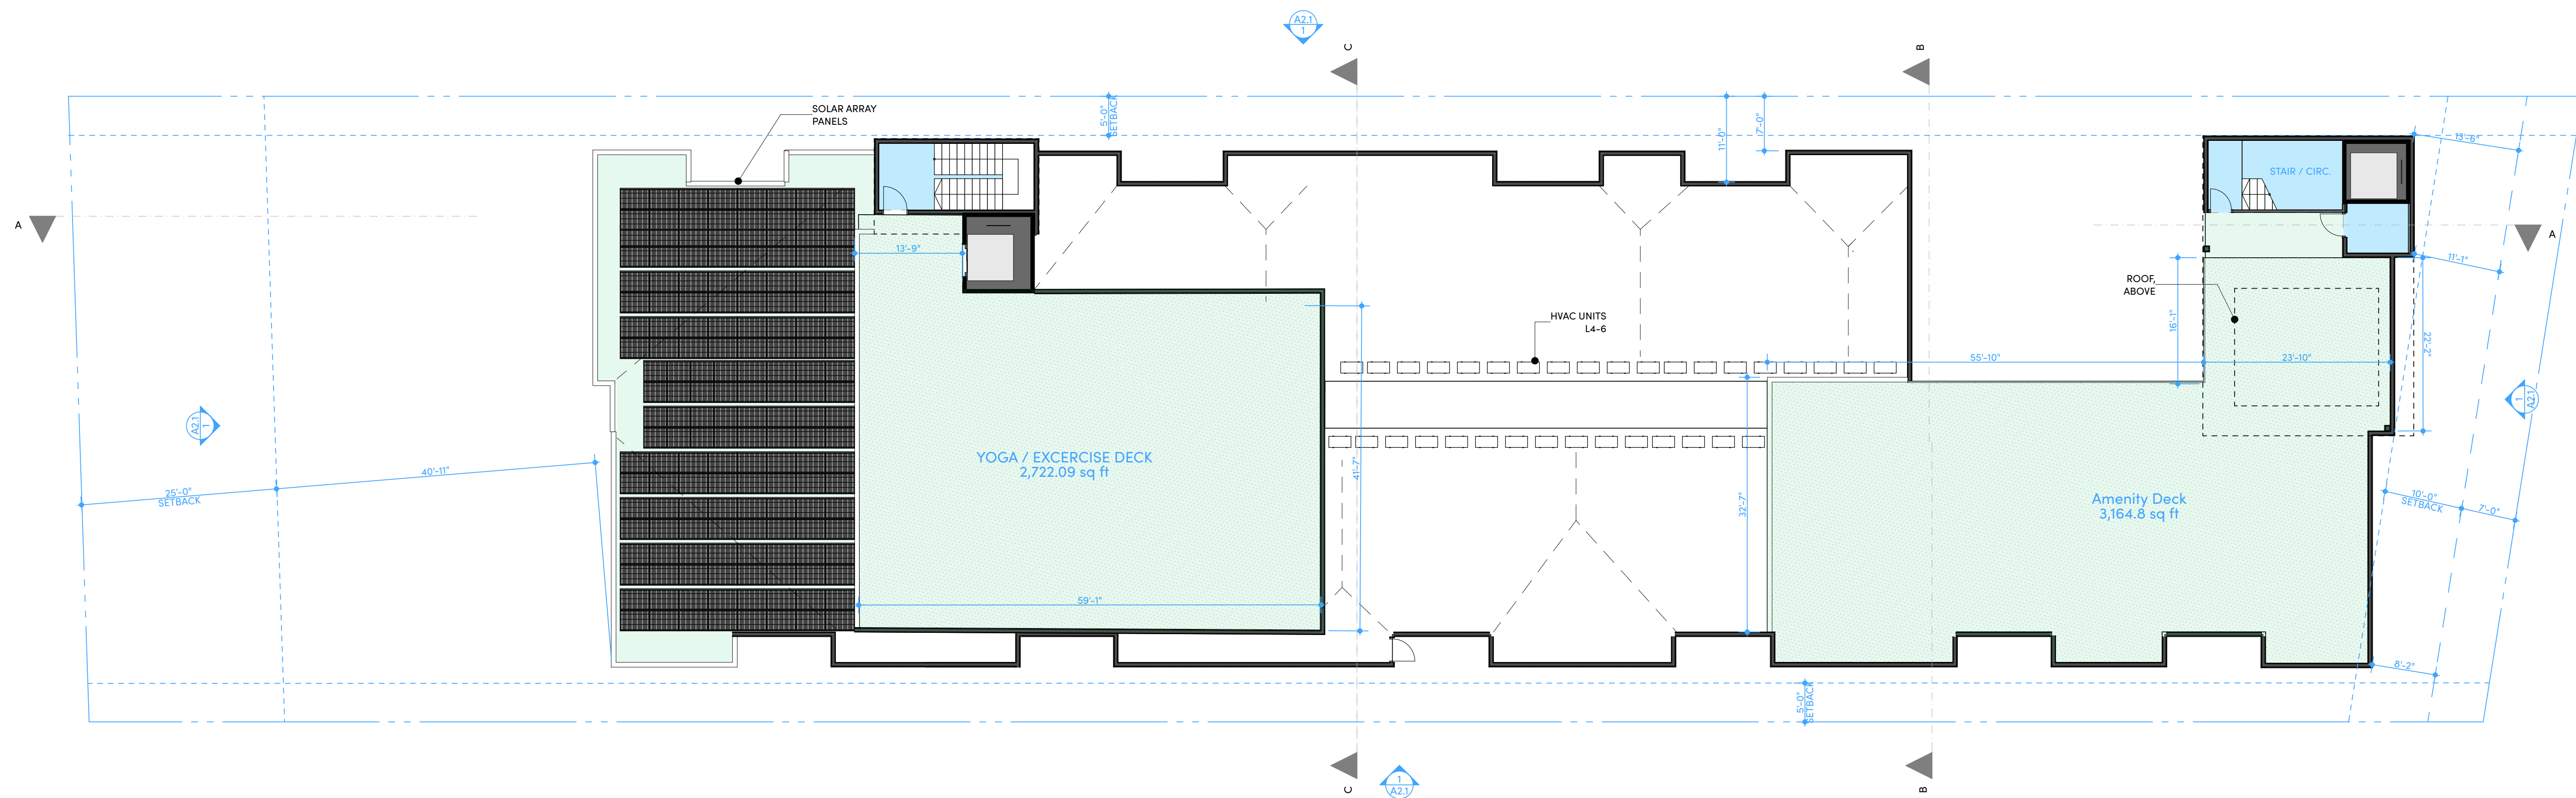 A2.1
1
C
B
SOLAR ARRAY
PANELS
5'-0"
SETBACK
11'-0"
7'-0"
13'-6"
STAIR / CIRC.
A
A
13'-9"
11'-1"
ROOF,
ABOVE
HVAC UNITS
L4-6
16'-1"
22'-2"
55'-10"
23'-10"
A2.1
1
1
A2.1
YOGA / EXCERCISE DECK
2,722.09 sq ft
41'-7"
40'-11"
25'-0"
SETBACK
32'-7"
Amenity Deck
3,164.8 sq ft
10'-0"
SETBACK
7'-0"
59'-1"
8'-2"
5'-0"
SETBACK
C
1
A2.1
B